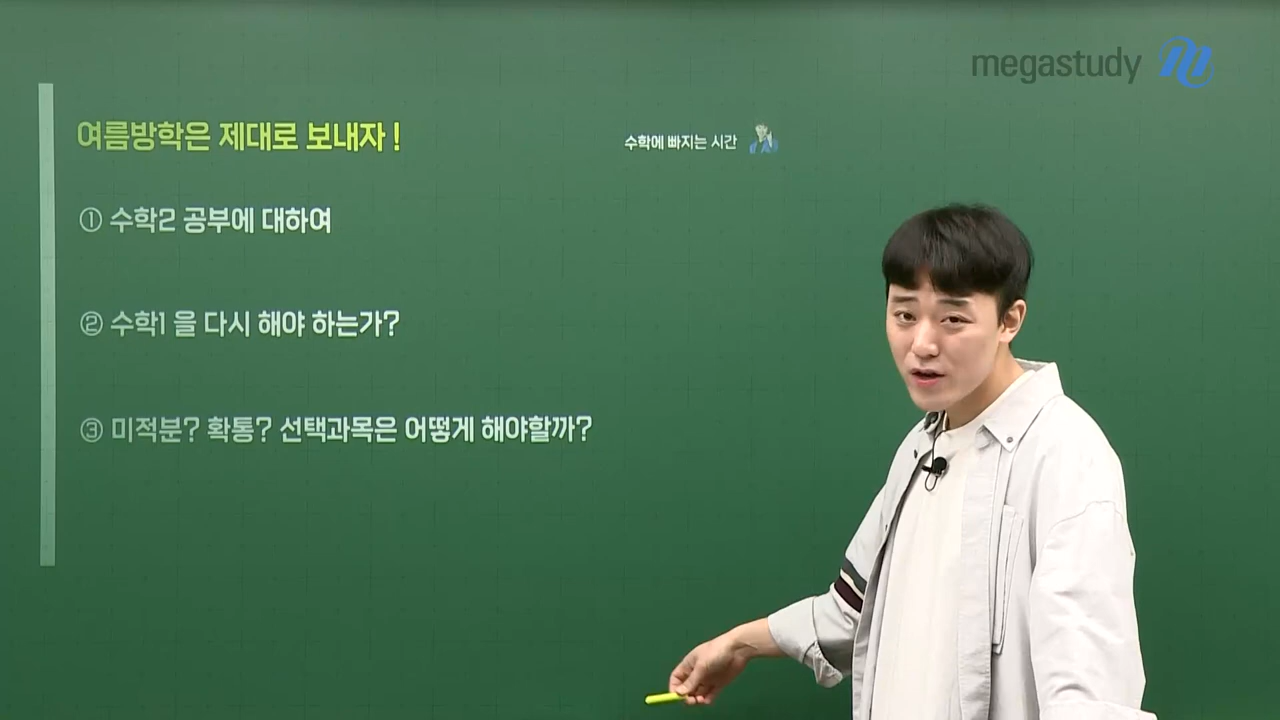 megastudy
여름방학은 제대로 보내자 !
수학에 빠지는 시간
① 수학2 공부에 대하여
② 수학1 을 다시 해야 하는가?
③ 미적분? 확통? 선택과목은 어떻게 해야할까?